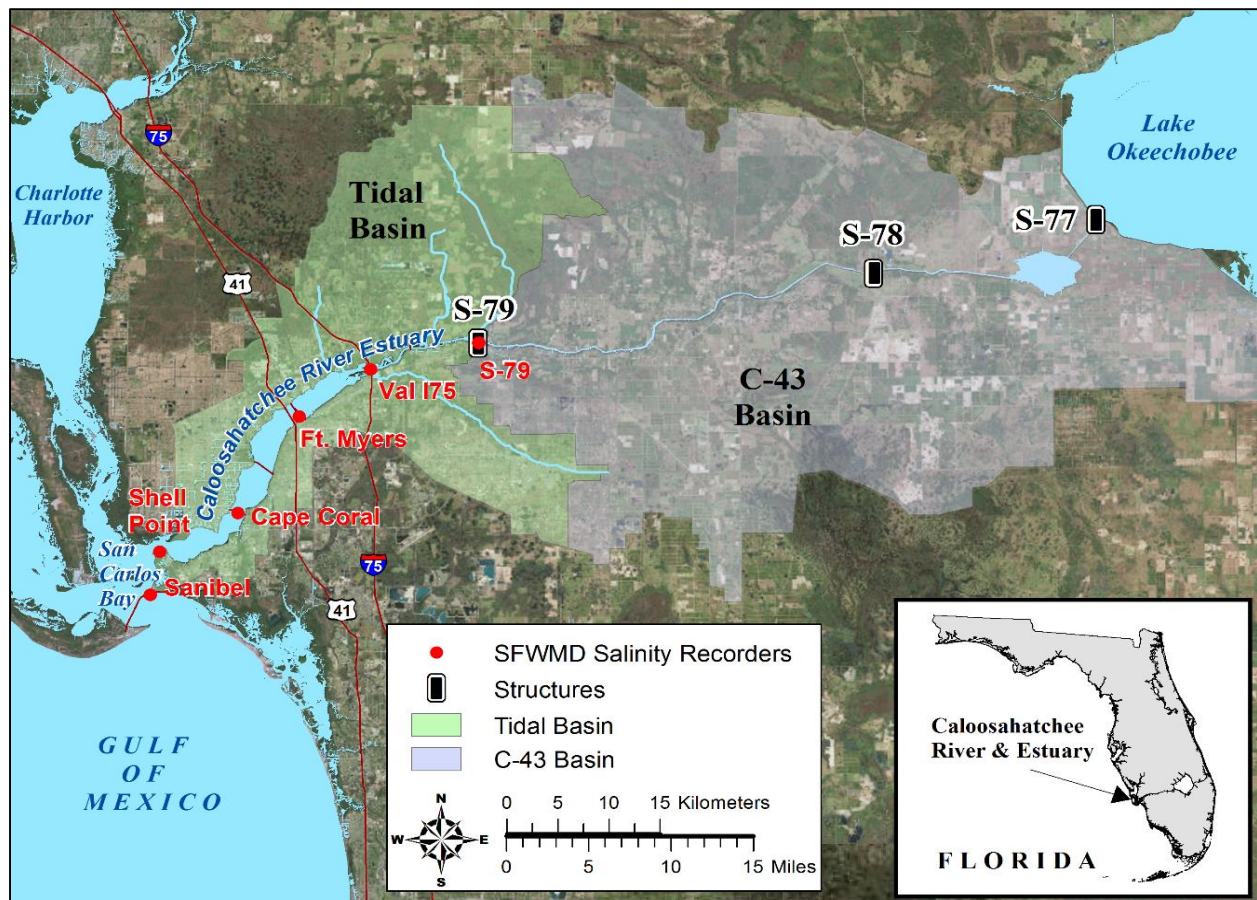 75
Lake
Okeechobee
Charlotte
Harbor
Tidal
Basin
S-77
S-78
41
S-79
S-79
Caloosahatchee River Estuary
Val I75
C-43
Basin
Ft. Myers
Shell
Point
Cape Coral
San
Carlos
Bay
Sanibel
75
41
GULF
OF
MEXICO
SFWMD Salinity Recorders
Structures
Tidal Basin
C-43 Basin
N
W E
S
0 5 10 15 Kilometers
0 5 10 15 Miles
Caloosahatchee
River & Estuary
FLORIDA